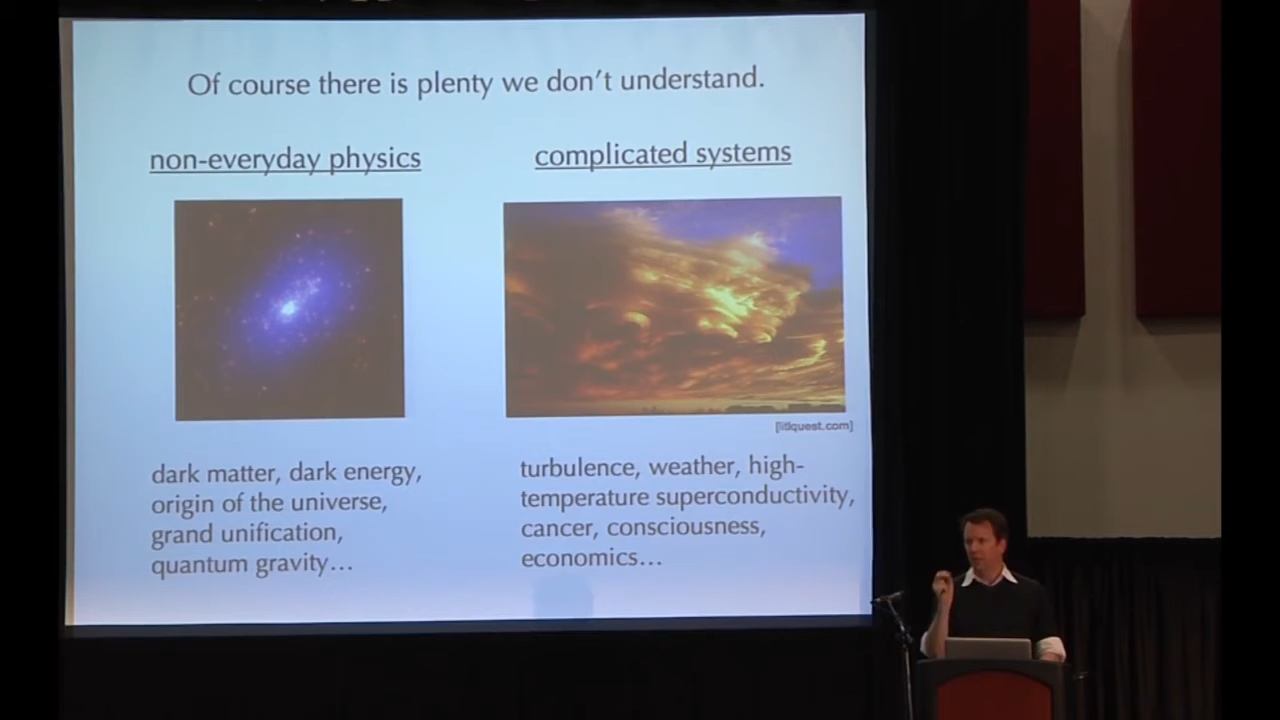 Of course there is plenty we don't understand.
non-everyday physics
complicated systems
[litlquest.com]
dark matter, dark energy,
origin of the universe,
grand unification,
quantum gravity...
turbulence, weather, high-
temperature superconductivity,
cancer, consciousness,
economics...